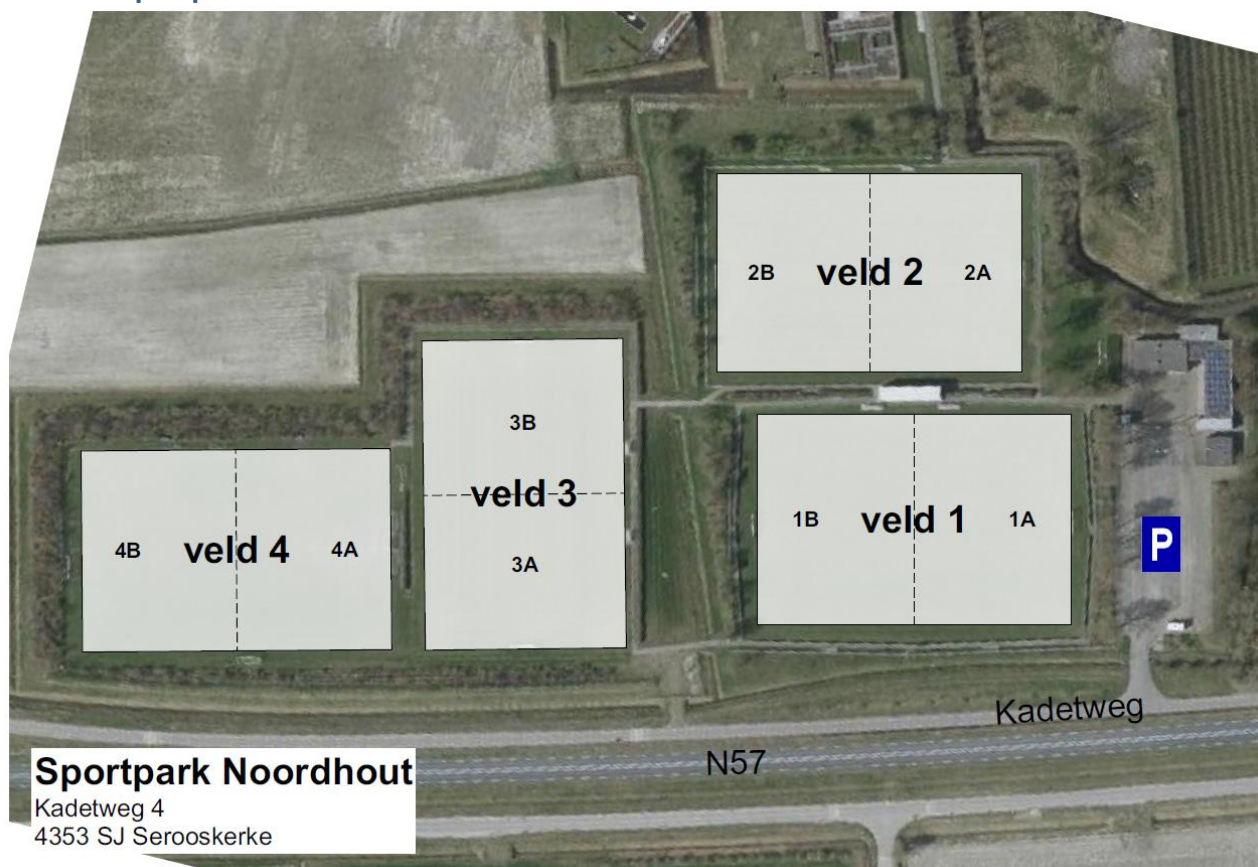 2B veld 2 2A
3B
veld 3
3A
1B veld 1 1A
4B veld 4 4A
P
Kadetweg
N57
Sportpark Noordhout
Kadetweg 4
4353 SJ Serooskerke